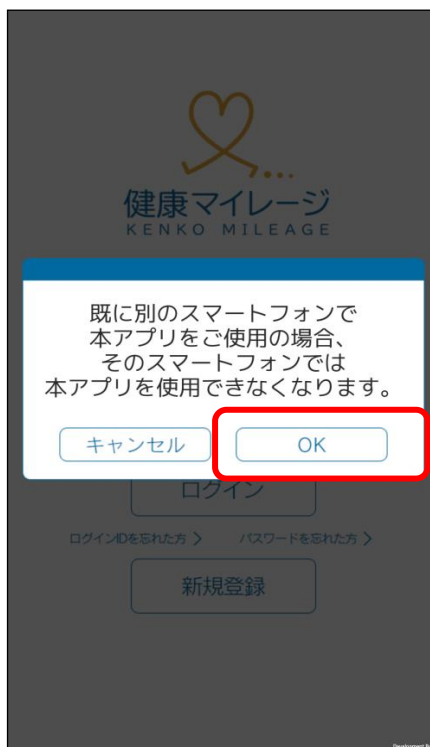 健康マイレージ
KENKO MILEAGE
既に別のスマートフォンで
本アプリをご使用の場合、
そのスマートフォンでは
本アプリを使用できなくなります。
キャンセル
OK
ログイン
ログインIDを忘れた方 >
パスワードを忘れた方 >
新規登録